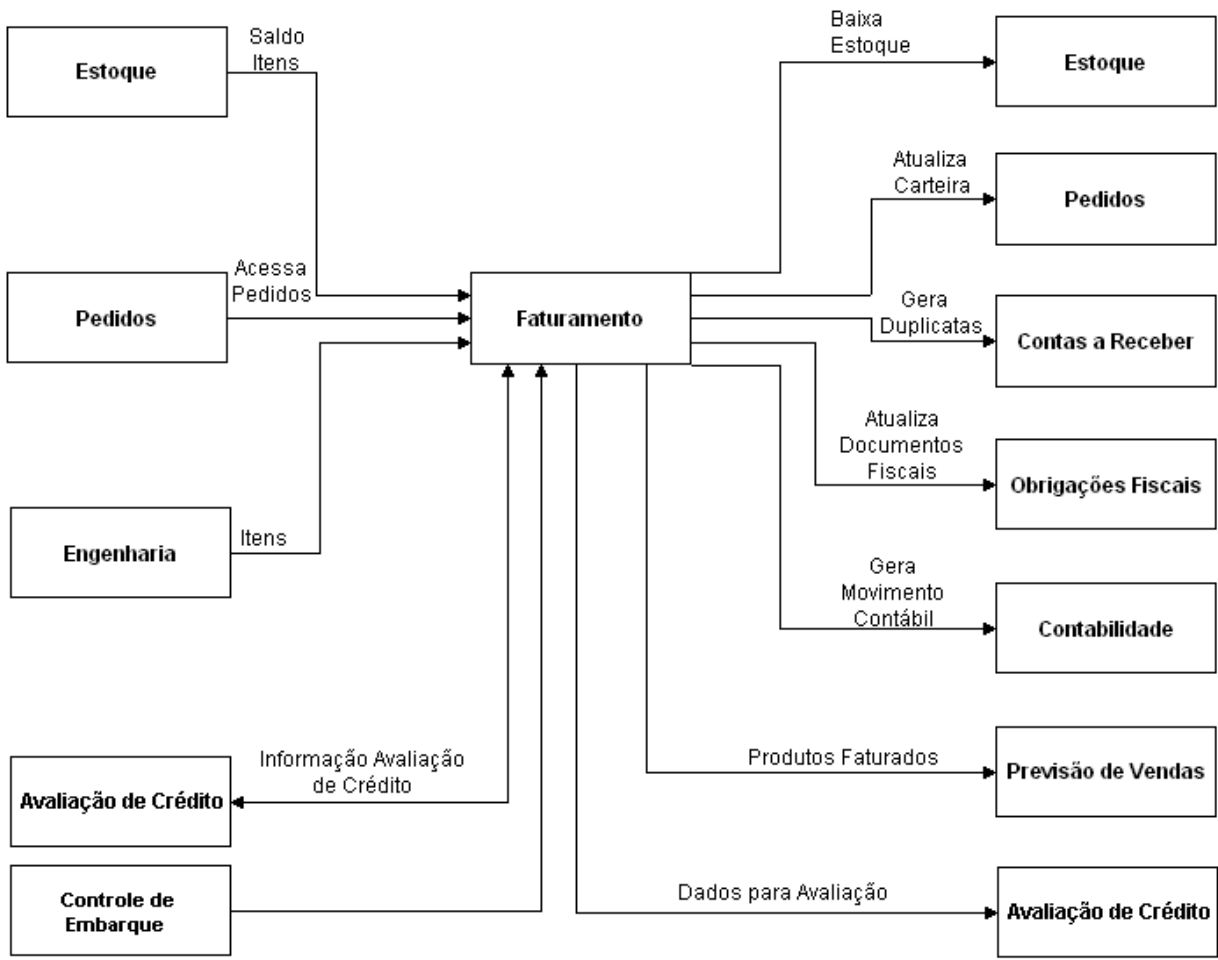 Baixa
Estoque
Saldo
Itens
Estoque
Estoque
Atualiza
Carteira
Pedidos
Acessa
Pedidos
Pedidos
Faturamento
Gera
Duplicatas
Contas a Receber
Atualiza
Documentos
Fiscais
Obrigações Fiscais
Itens
Engenharia
Gera
Movimento
Contábil
Contabilidade
Informação Avaliação
de Crédito
Avaliação de Crédito
Produtos Faturados
Previsão de Vendas
Controle de
Embarque
Dados para Avaliação
Avaliação de Crédito